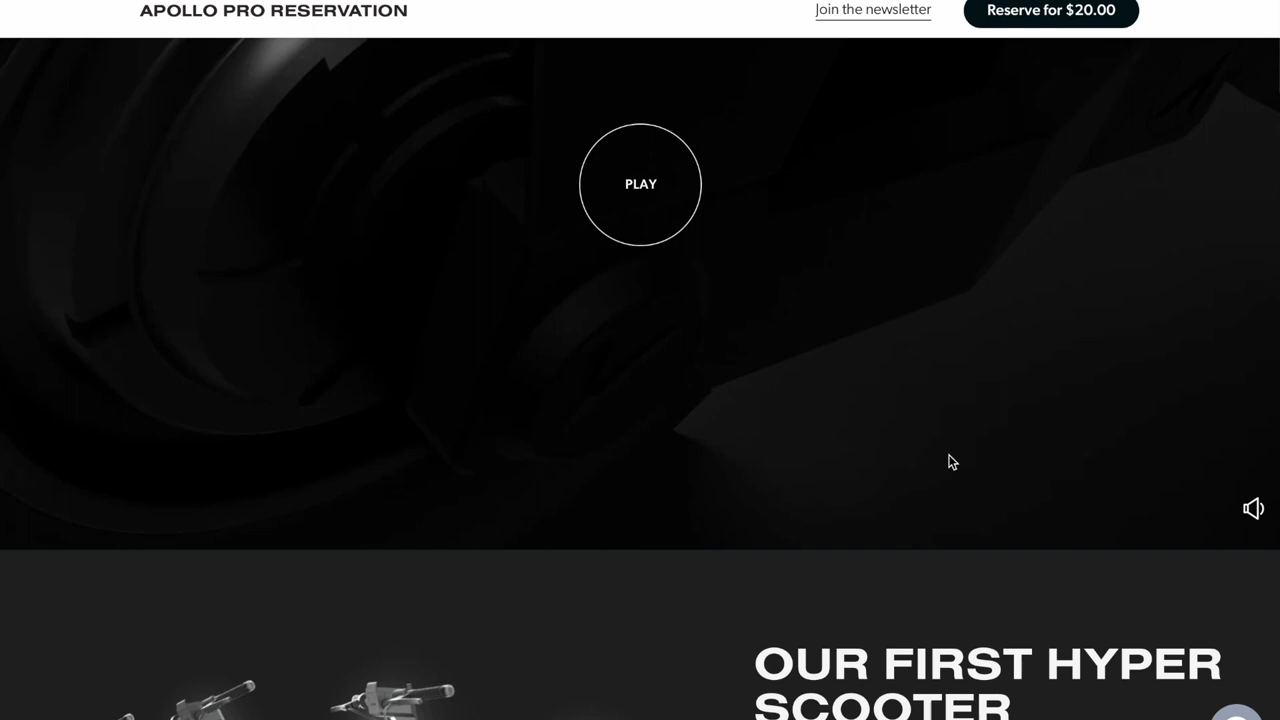 APOLLO PRO RESERVATION
Join the newsletter
Reserve for $20.00
PLAY
OUR FIRST HYPER
SCOOTER